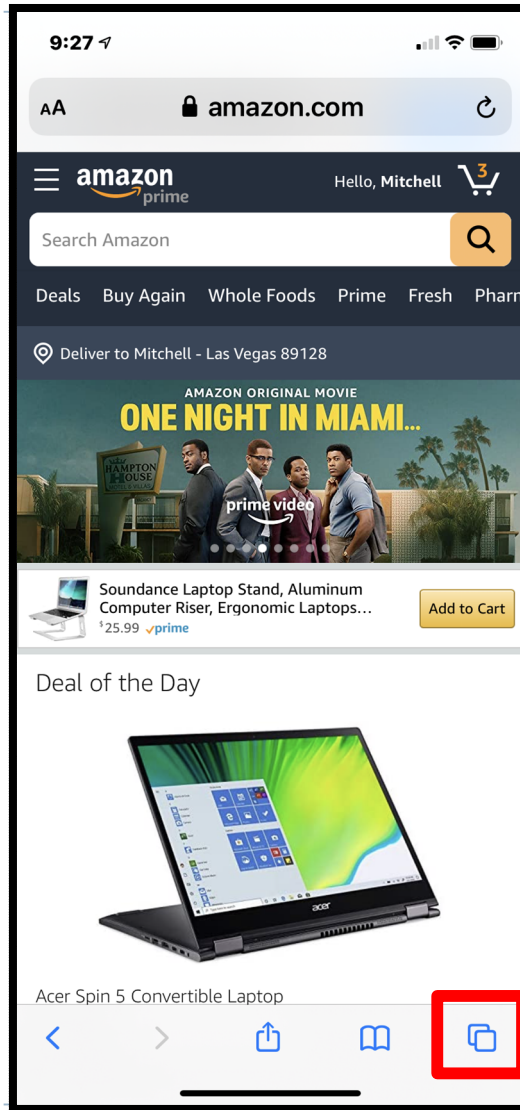 9:27
AA amazon.com
amazon
prime
Hello, Mitchell
3
Search Amazon
Deals Buy Again Whole Foods Prime Fresh Pharm
Deliver to Mitchell - Las Vegas 89128
AMAZON ORIGINAL MOVIE
ONE NIGHT IN MIAMI...
HAMPTON
HOUSE
prime video
Soundance Laptop Stand, Aluminum
Computer Riser, Ergonomic Laptops...
$25.99 prime
Add to Cart
Deal of the Day
acer
Acer Spin 5 Convertible Laptop